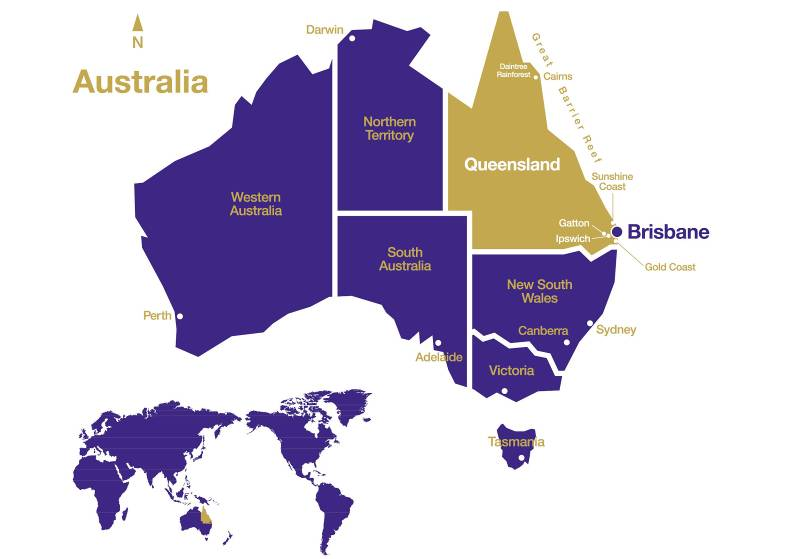 N
Australia
Darwin
Great Barrier Reef
Daintree
Rainforest
Cairns
Northern
Territory
Queensland
Sunshine
Coast
Western
Australia
Gatton
Brisbane
Ipswich
South
Australia
Gold Coast
New South
Wales
Perth
Canberra
Sydney
Adelaide
Victoria
Tasmania